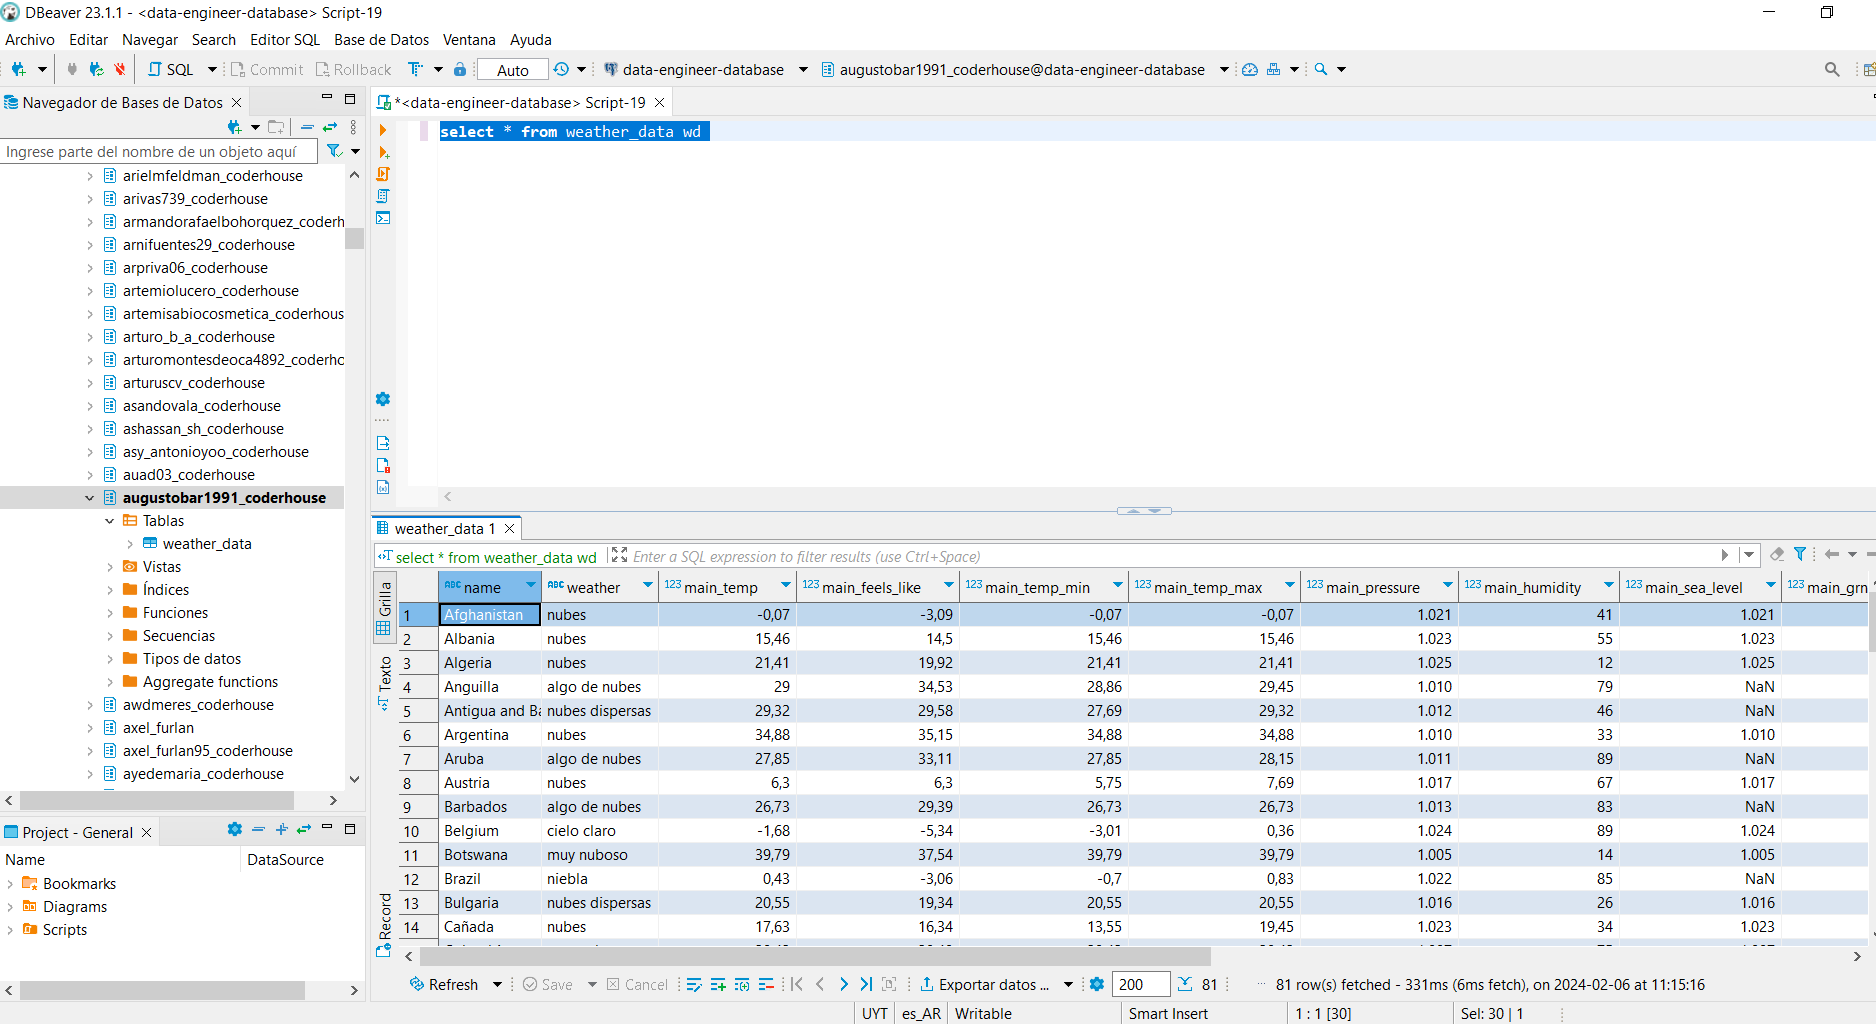 DBeaver 23.1.1 - <data-engineer-database> Script-19
Archivo Editar Navegar Search Editor SQL Base de Datos Ventana Ayuda
SQL Commit Rollback Auto data-engineer-database augustobar1991_coderhouse@data-engineer-database
Navegador de Bases de Datos
Ingrese parte del nombre de un objeto aquí
arielmfeldman_coderhouse
arivas739_coderhouse
armandorafaelbohorquez_coderh
arnifuentes29_coderhouse
arpriva06_coderhouse
artemiolucero_coderhouse
artemisabiocosmetica_coderhous
arturo_b_a_coderhouse
arturomontesdeoca4892_coderho
arturuscv_coderhouse
asandovala_coderhouse
ashassan_sh_coderhouse
asy_antonioyoo_coderhouse
auad03_coderhouse
augustobar1991_coderhouse
Tablas
weather_data
Vistas
Índices
Funciones
Secuencias
Tipos de datos
Aggregate functions
awdmeres_coderhouse
axel_furlan
axel_furlan95_coderhouse
ayedemaria_coderhouse
Project - General
Name DataSource
Bookmarks
Diagrams
Scripts
*<data-engineer-database> Script-19
select * from weather_data wd
weather_data 1
select * from weather_data wd Enter a SQL expression to filter results (use Ctrl+Space)
Grilla
Texto
Record
ABC name ABC weather 123 main_temp 123 main_feels_like 123 main_temp_min 123 main_temp_max 123 main_pressure 123 main_humidity 123 main_sea_level 123 main_grn
1 Afghanistan nubes -0,07 -3,09 -0,07 -0,07 1.021 41 1.021
2 Albania nubes 15,46 14,5 15,46 15,46 1.023 55 1.023
3 Algeria nubes 21,41 19,92 21,41 21,41 1.025 12 1.025
4 Anguilla algo de nubes 29 34,53 28,86 29,45 1.010 79 NaN
5 Antigua and Ba nubes dispersas 29,32 29,58 27,69 29,32 1.012 46 NaN
6 Argentina nubes 34,88 35,15 34,88 34,88 1.010 33 1.010
7 Aruba algo de nubes 27,85 33,11 27,85 28,15 1.011 89 NaN
8 Austria nubes 6,3 6,3 5,75 7,69 1.017 67 1.017
9 Barbados algo de nubes 26,73 29,39 26,73 26,73 1.013 83 NaN
10 Belgium cielo claro -1,68 -5,34 -3,01 0,36 1.024 89 1.024
11 Botswana muy nuboso 39,79 37,54 39,79 39,79 1.005 14 1.005
12 Brazil niebla 0,43 -3,06 -0,7 0,83 1.022 85 NaN
13 Bulgaria nubes dispersas 20,55 19,34 20,55 20,55 1.016 26 1.016
14 Cañada nubes 17,63 16,34 13,55 19,45 1.023 34 1.023
Refresh Save Cancel Exportar datos ... 200 81 81 row(s) fetched - 331ms (6ms fetch), on 2024-02-06 at 11:15:16
UYT es_AR Writable Smart Insert 1 : 1 [30] Sel: 30 | 1